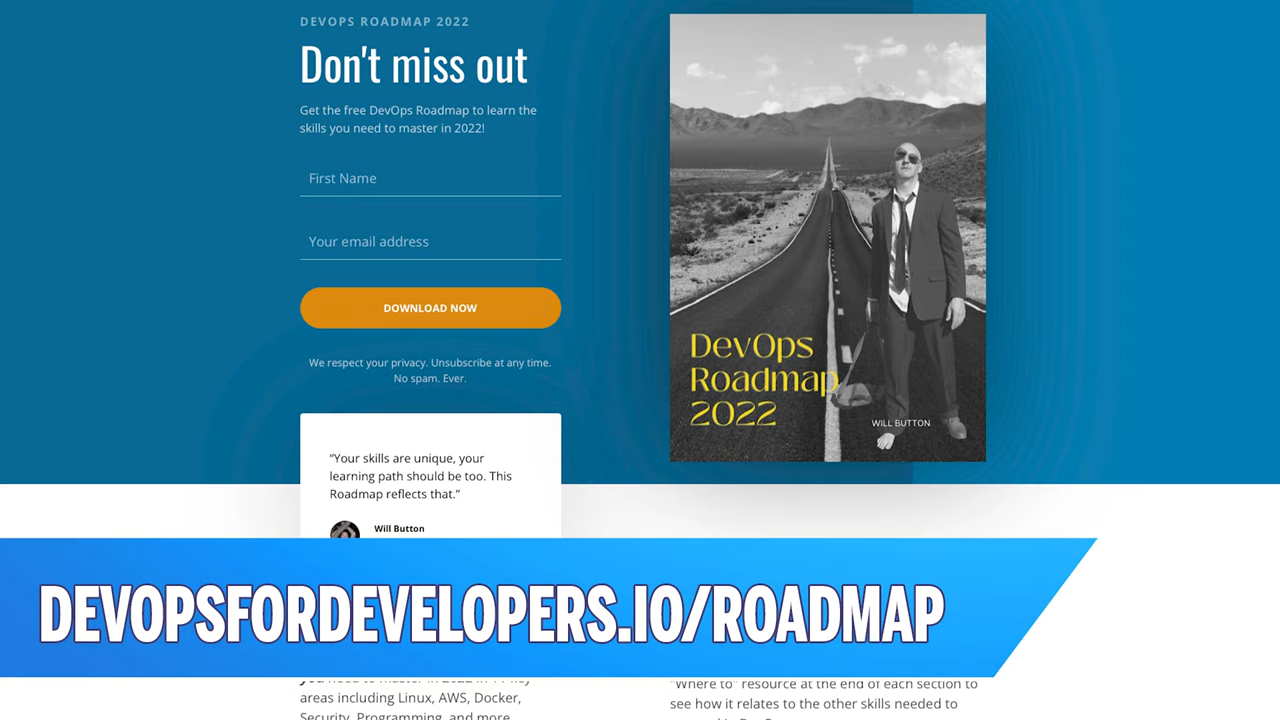 DEVOPS ROADMAP 2022
Don't miss out
Get the free DevOps Roadmap to learn the
skills you need to master in 2022!
First Name
Your email address
DOWNLOAD NOW
We respect your privacy. Unsubscribe at any time.
No spam. Ever.
"Your skills are unique, your
learning path should be too. This
Roadmap reflects that."
Will Button
DevOps
Roadmap
2022
WILL BUTTON
DEVOPSFORDEVELOPERS.IO/ROADMAP
areas including Linux, AWS, Docker,
Security, Programming, and more
"Where to" resource at the end of each section to
see how it relates to the other skills needed to